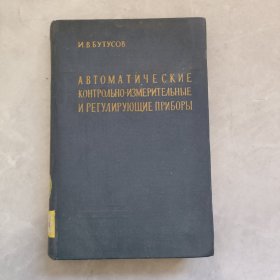 И.В.БУТУСОВ
АВТОМАТИЧЕСКИЕ
КОНТРОЛЬНО-ИЗМЕРИТЕЛЬНЫЕ
И РЕГУЛИРУЮЩИЕ ПРИБОРЫ